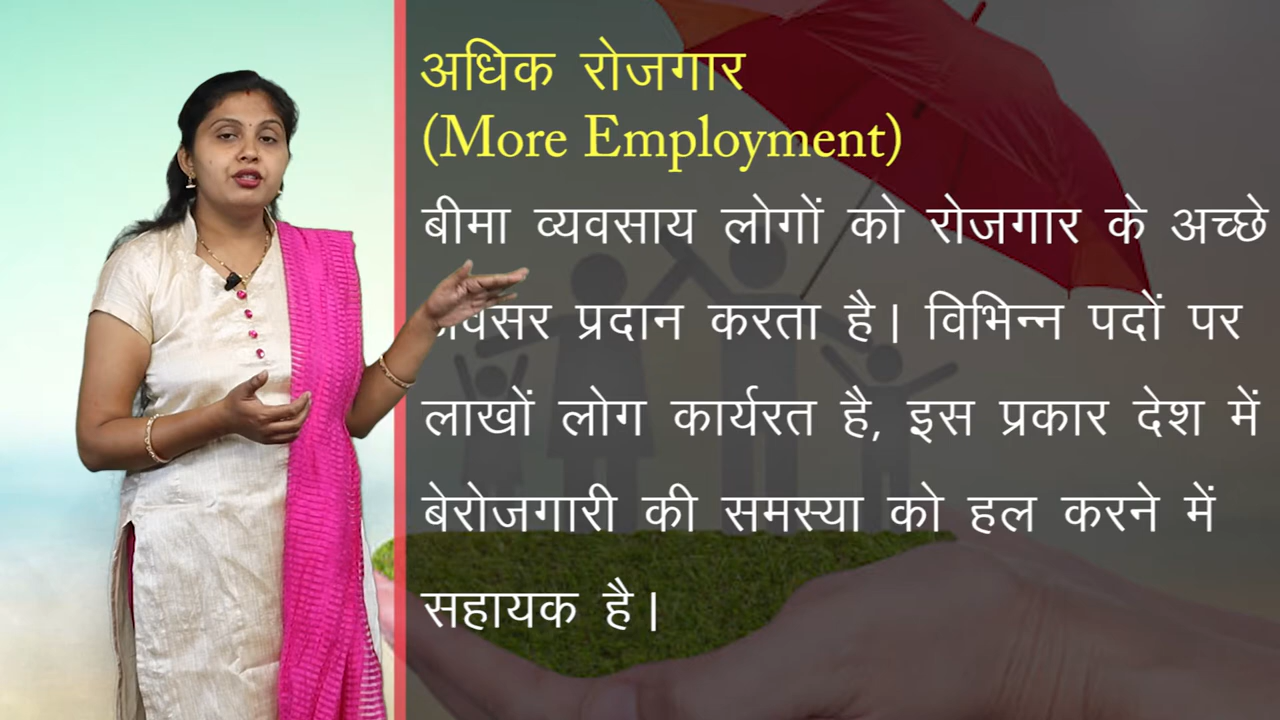 अधिक रोजगार
(More Employment)
बीमा व्यवसाय लोगों को रोजगार के अच्छे
प्रदान करता है। विभिन्न पदों पर
लाखों लोग कार्यरत है, इस प्रकार देश में
बेरोजगारी की समस्या को हल करने में
सहायक है।